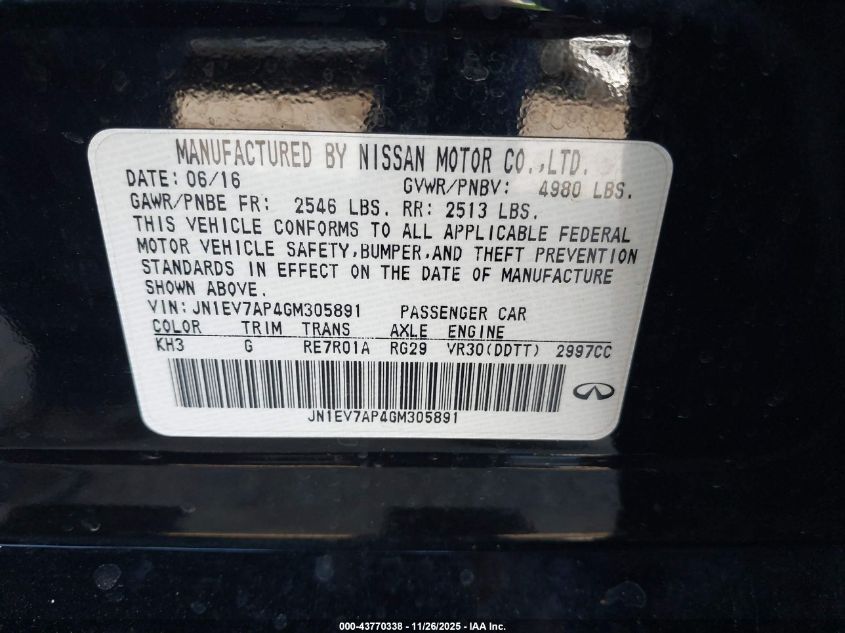 MANUFACTURED BY NISSAN MOTOR CO.,LTD.
DATE: 06/16 GVWR/PNBV: 4980 LBS.
GAWR/PNBE FR: 2546 LBS. RR: 2513 LBS.
THIS VEHICLE CONFORMS TO ALL APPLICABLE FEDERAL
MOTOR VEHICLE SAFETY,BUMPER,AND THEFT PREVENTION
STANDARDS IN EFFECT ON THE DATE OF MANUFACTURE
SHOWN ABOVE.
VIN:JN1EV7AP4GM305891 PASSENGER CAR
COLOR TRIM TRANS AXLE ENGINE
KH3 G RE7R01A RG29 VR30(DDTT) 2997CC
JN1EV7AP4GM305891
000-43770338 - 11/26/2025 - IAA Inc.